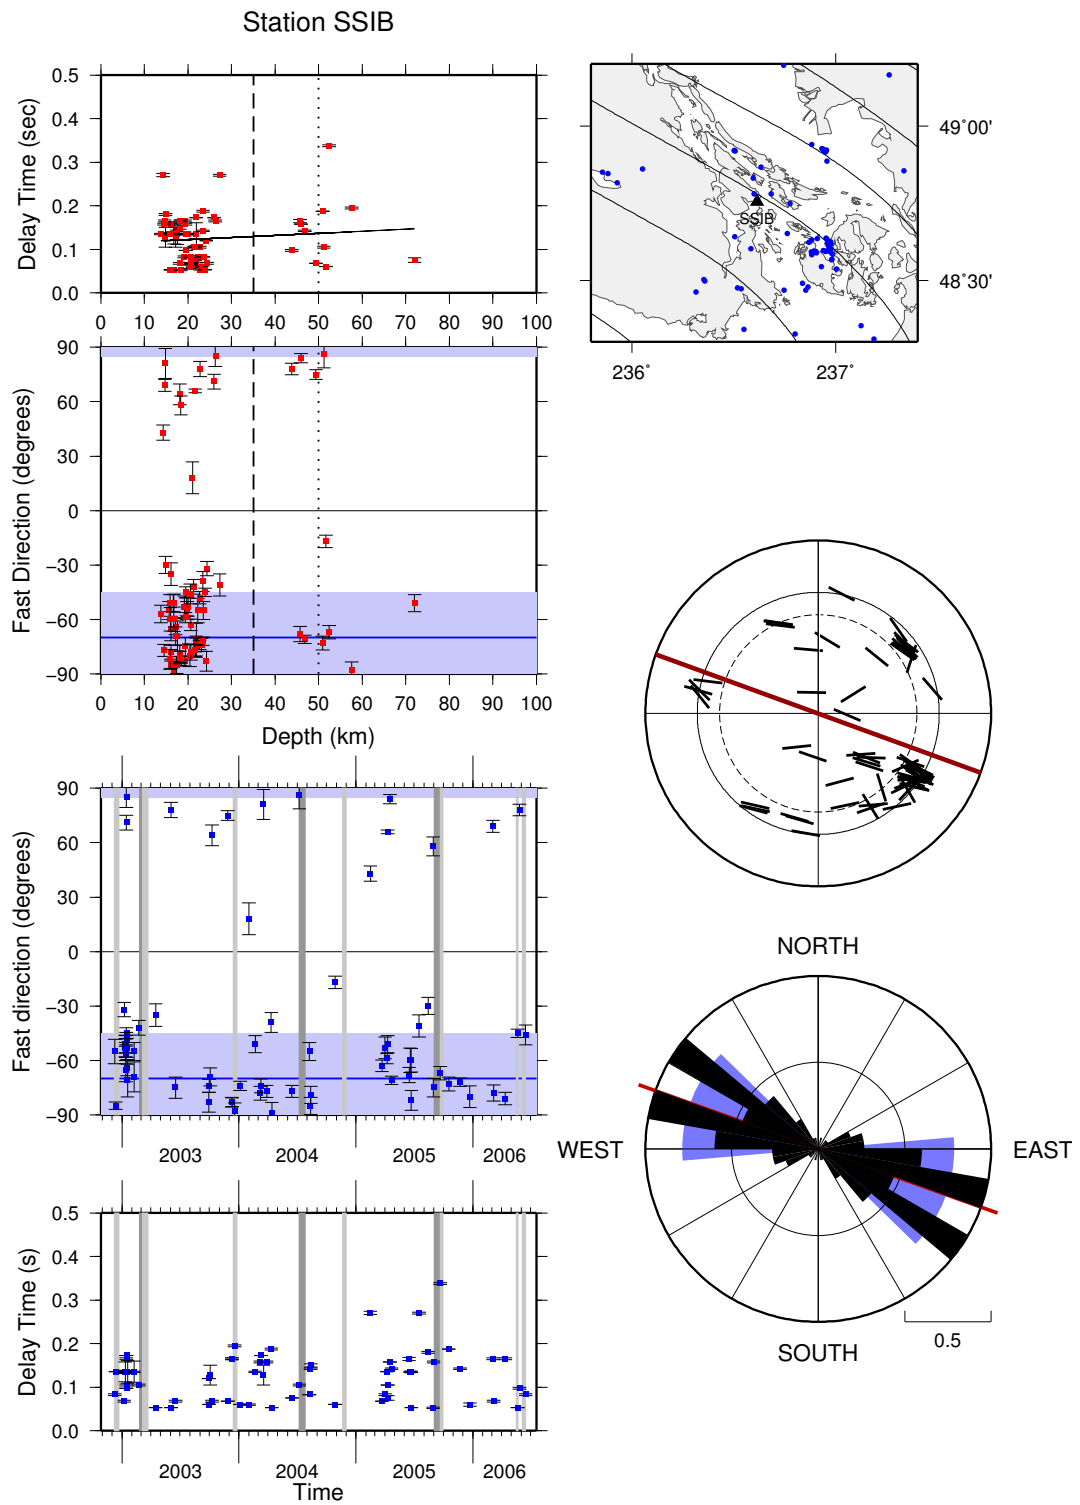 Station SSIB
Delay Time (sec)
0.5
0.4
0.3
0.2
0.1
0.0
0 10 20 30 40 50 60 70 80 90 100
49°00'
48°30'
236°
237°
SSIB
Fast Direction (degrees)
90
60
30
0
−30
−60
−90
0 10 20 30 40 50 60 70 80 90 100
Depth (km)
Fast direction (degrees)
90
60
30
0
−30
−60
−90
2003 2004 2005 2006
NORTH
WEST
EAST
SOUTH
0.5
Delay Time (s)
0.5
0.4
0.3
0.2
0.1
0.0
2003 2004 2005 2006
Time